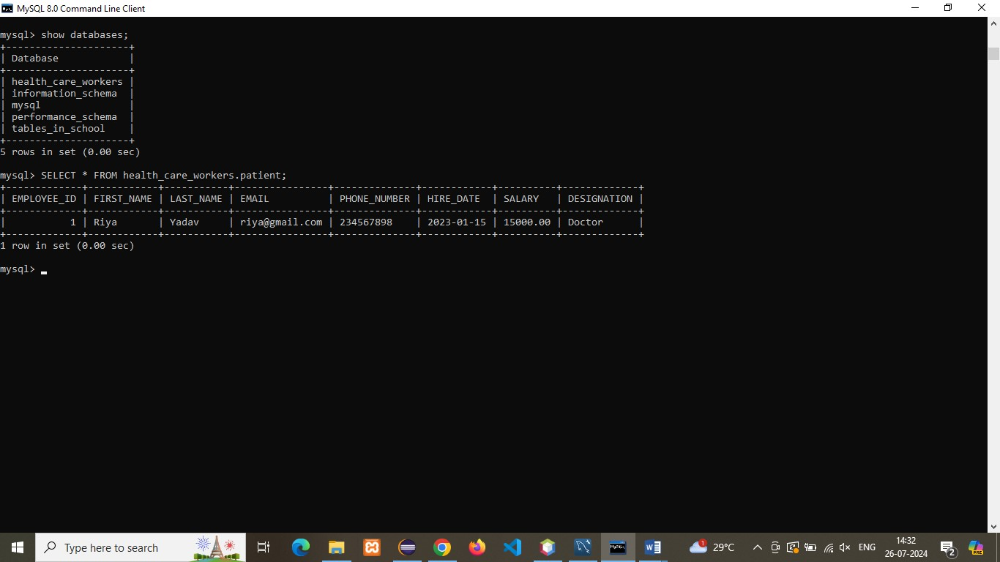 MySQL 8.0 Command Line Client
mysql> show databases;
+---------------------+
| Database            |
+---------------------+
| health_care_workers |
| information_schema  |
| mysql               |
| performance_schema  |
| tables_in_school    |
+---------------------+
5 rows in set (0.00 sec)
mysql> SELECT * FROM health_care_workers.patient;
+-------------+------------+-----------+----------------+--------------+------------+----------+-------------+
| EMPLOYEE_ID | FIRST_NAME | LAST_NAME | EMAIL          | PHONE_NUMBER | HIRE_DATE  | SALARY   | DESIGNATION |
+-------------+------------+-----------+----------------+--------------+------------+----------+-------------+
|           1 | Riya       | Yadav     | riya@gmail.com | 234567898    | 2023-01-15 | 15000.00 | Doctor      |
+-------------+------------+-----------+----------------+--------------+------------+----------+-------------+
1 row in set (0.00 sec)
mysql>
Type here to search
29°C
ENG
14:32
26-07-2024
2